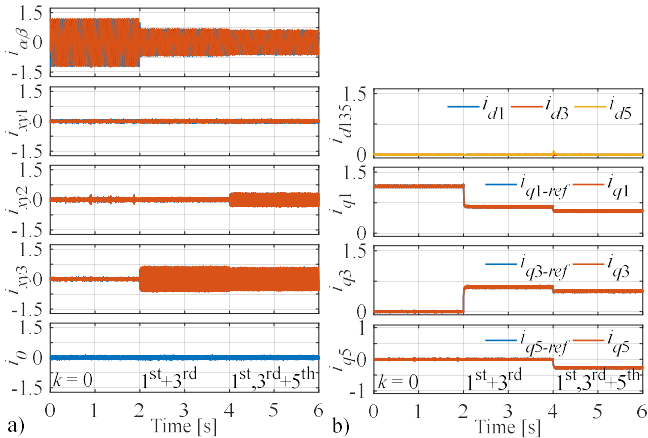 1.5
0
-1.5
i_αβ
1.5
0
-1.5
i_xy1
1.5
0
-1.5
i_xy2
1.5
0
-1.5
i_xy3
1.5
0
-1.5
i_0
k = 0 1st+3rd 1st,3rd+5th
0 1 2 3 4 5 6
Time [s]
a)
1.5
0
i_d135
i_d1 i_d3 i_d5
1.5
0
i_q1
i_q1-ref i_q1
1.5
0
i_q3
i_q3-ref i_q3
1
0
-1
i_q5
i_q5-ref i_q5
k = 0 1st+3rd 1st,3rd+5th
0 1 2 3 4 5 6
Time [s]
b)